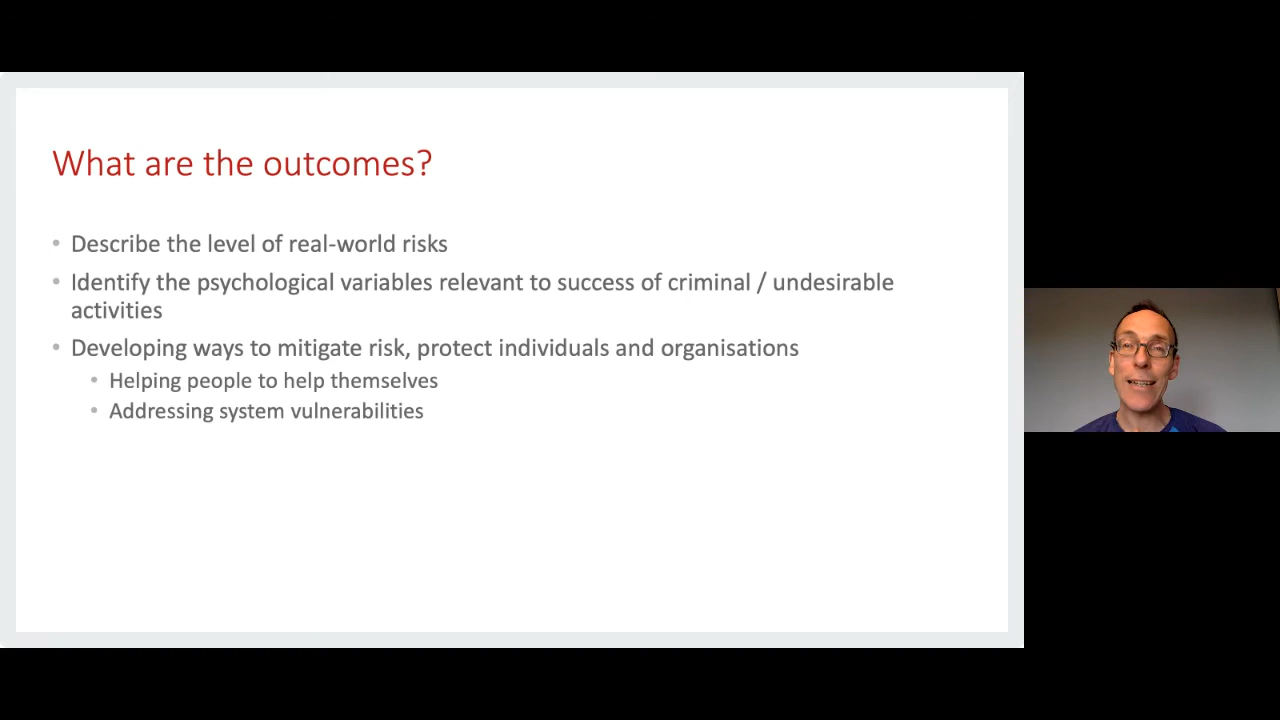 What are the outcomes?
• Describe the level of real-world risks
• Identify the psychological variables relevant to success of criminal / undesirable
activities
• Developing ways to mitigate risk, protect individuals and organisations
• Helping people to help themselves
• Addressing system vulnerabilities